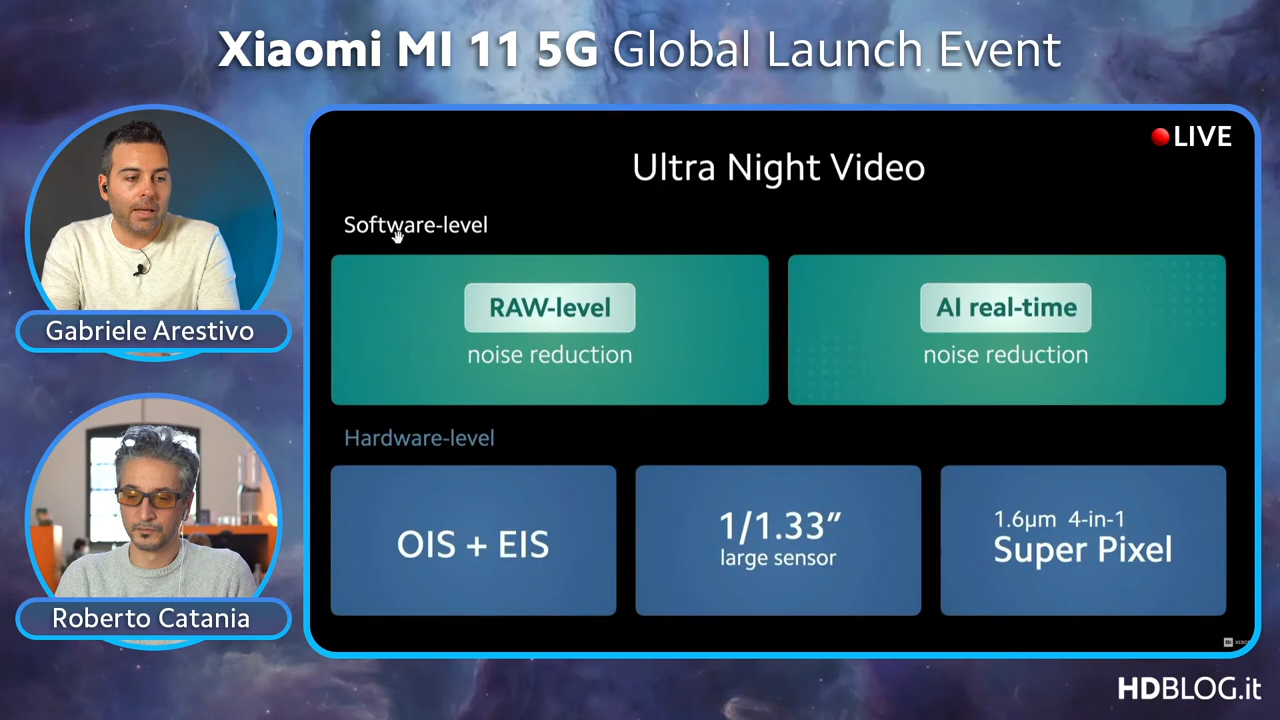 Xiaomi MI 11 5G Global Launch Event
LIVE
Ultra Night Video
Software-level
RAW-level
noise reduction
AI real-time
noise reduction
Hardware-level
OIS + EIS
1/1.33”
large sensor
1.6μm 4-in-1
Super Pixel
Gabriele Arestivo
Roberto Catania
HDBLOG.it